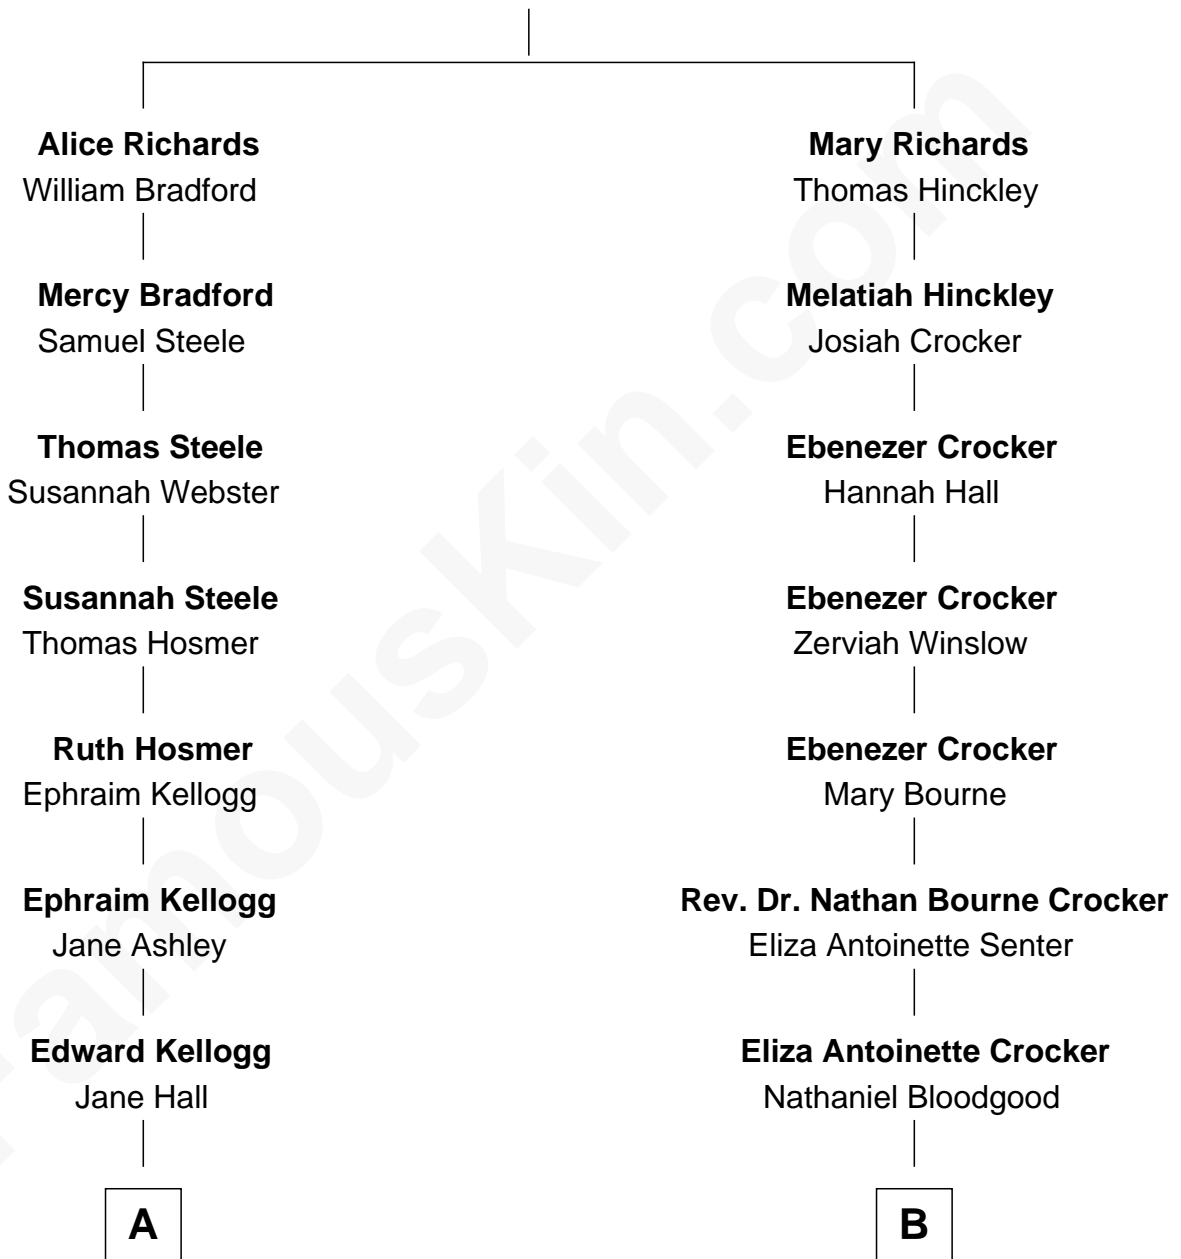 Alice Richards
William Bradford
Mercy Bradford
Samuel Steele
Thomas Steele
Susannah Webster
Susannah Steele
Thomas Hosmer
Ruth Hosmer
Ephraim Kellogg
Ephraim Kellogg
Jane Ashley
Edward Kellogg
Jane Hall
A
Mary Richards
Thomas Hinckley
Melatiah Hinckley
Josiah Crocker
Ebenezer Crocker
Hannah Hall
Ebenezer Crocker
Zerviah Winslow
Ebenezer Crocker
Mary Bourne
Rev. Dr. Nathan Bourne Crocker
Eliza Antoinette Senter
Eliza Antoinette Crocker
Nathaniel Bloodgood
B
FamousKin.com